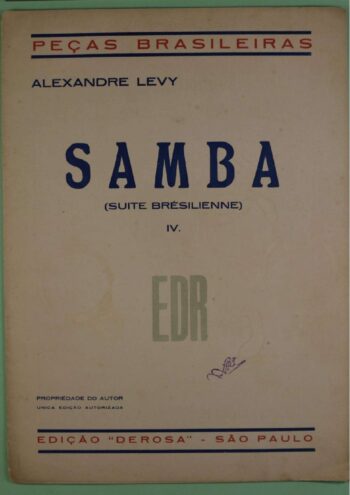 PEÇAS BRASILEIRAS
ALEXANDRE LEVY
SAMBA
(SUITE BRÉSILIENNE)
IV.
EDR
PROPRIEDADE DO AUTOR
UNICA EDIÇÃO AUTORIZADA
EDIÇÃO "DEROSA" - SÃO PAULO